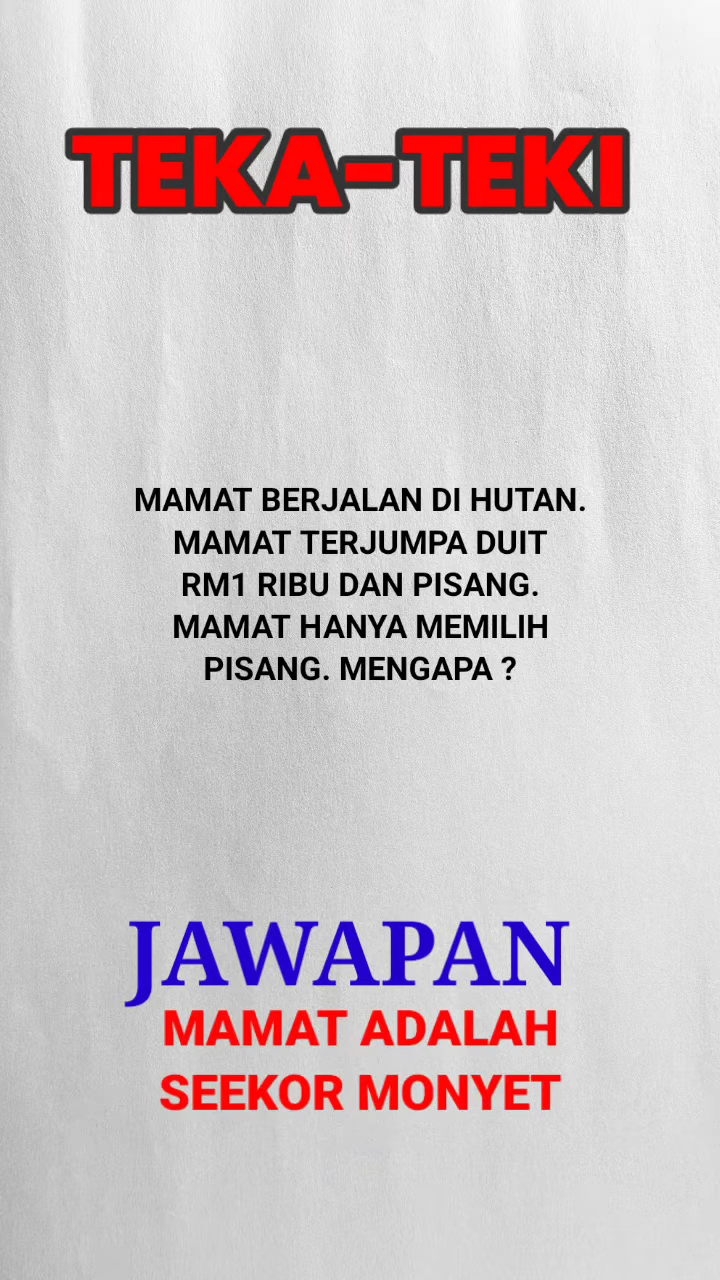 TEKA-TEKI
MAMAT BERJALAN DI HUTAN.
MAMAT TERJUMPA DUIT
RM1 RIBU DAN PISANG.
MAMAT HANYA MEMILIH
PISANG. MENGAPA ?
JAWAPAN
MAMAT ADALAH
SEEKOR MONYET